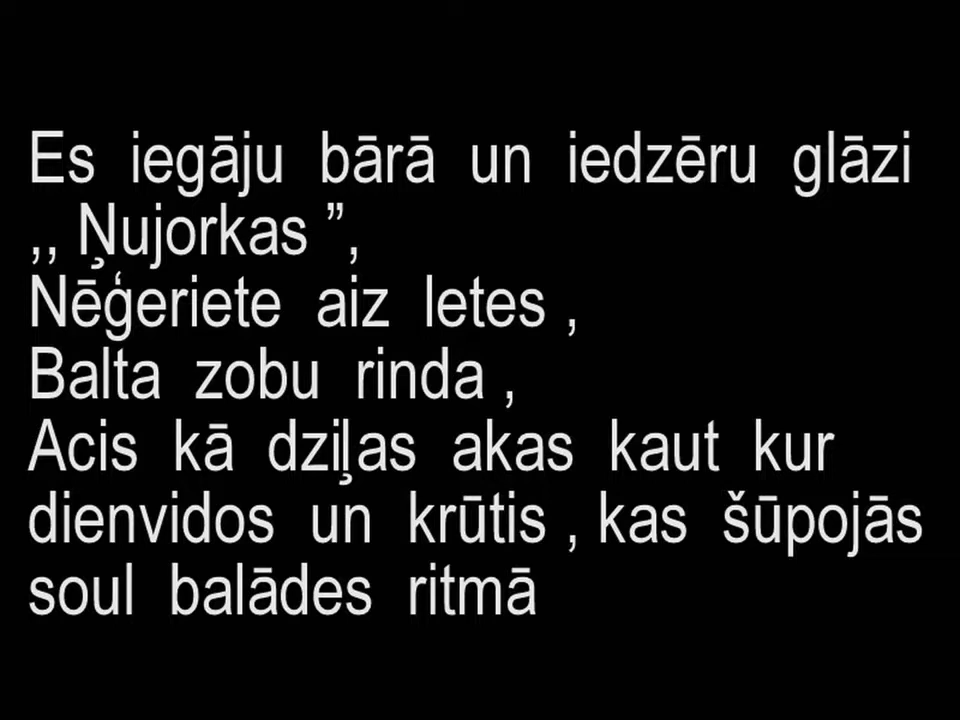 Es iegāju bārā un iedzēru glāzi
,, Ņujorkas ”,
Nēģeriete aiz letes ,
Balta zobu rinda ,
Acis kā dziļas akas kaut kur
dienvidos un krūtis , kas šūpojās
soul balādes ritmā